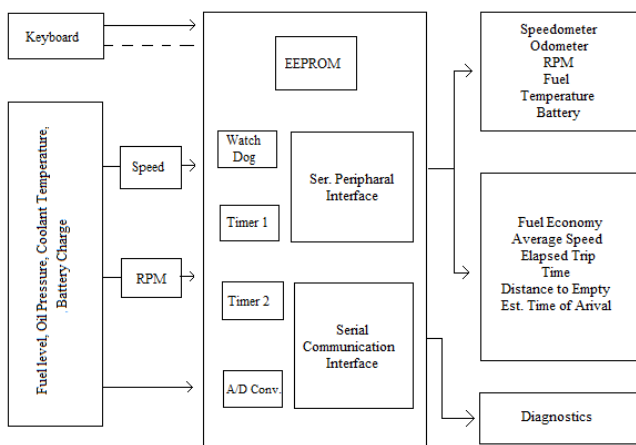 Keyboard
EEPROM
Speedometer
Odometer
RPM
Fuel
Temperature
Battery
Fuel level, Oil Pressure, Coolant Temperature,
, Battery Charge
Speed
RPM
Watch
Dog
Timer 1
Timer 2
A/D Conv.
Ser. Peripharal
Interface
Serial
Communication
Interface
Fuel Economy
Average Speed
Elapsed Trip
Time
Distance to Empty
Est. Time of Arival
Diagnostics